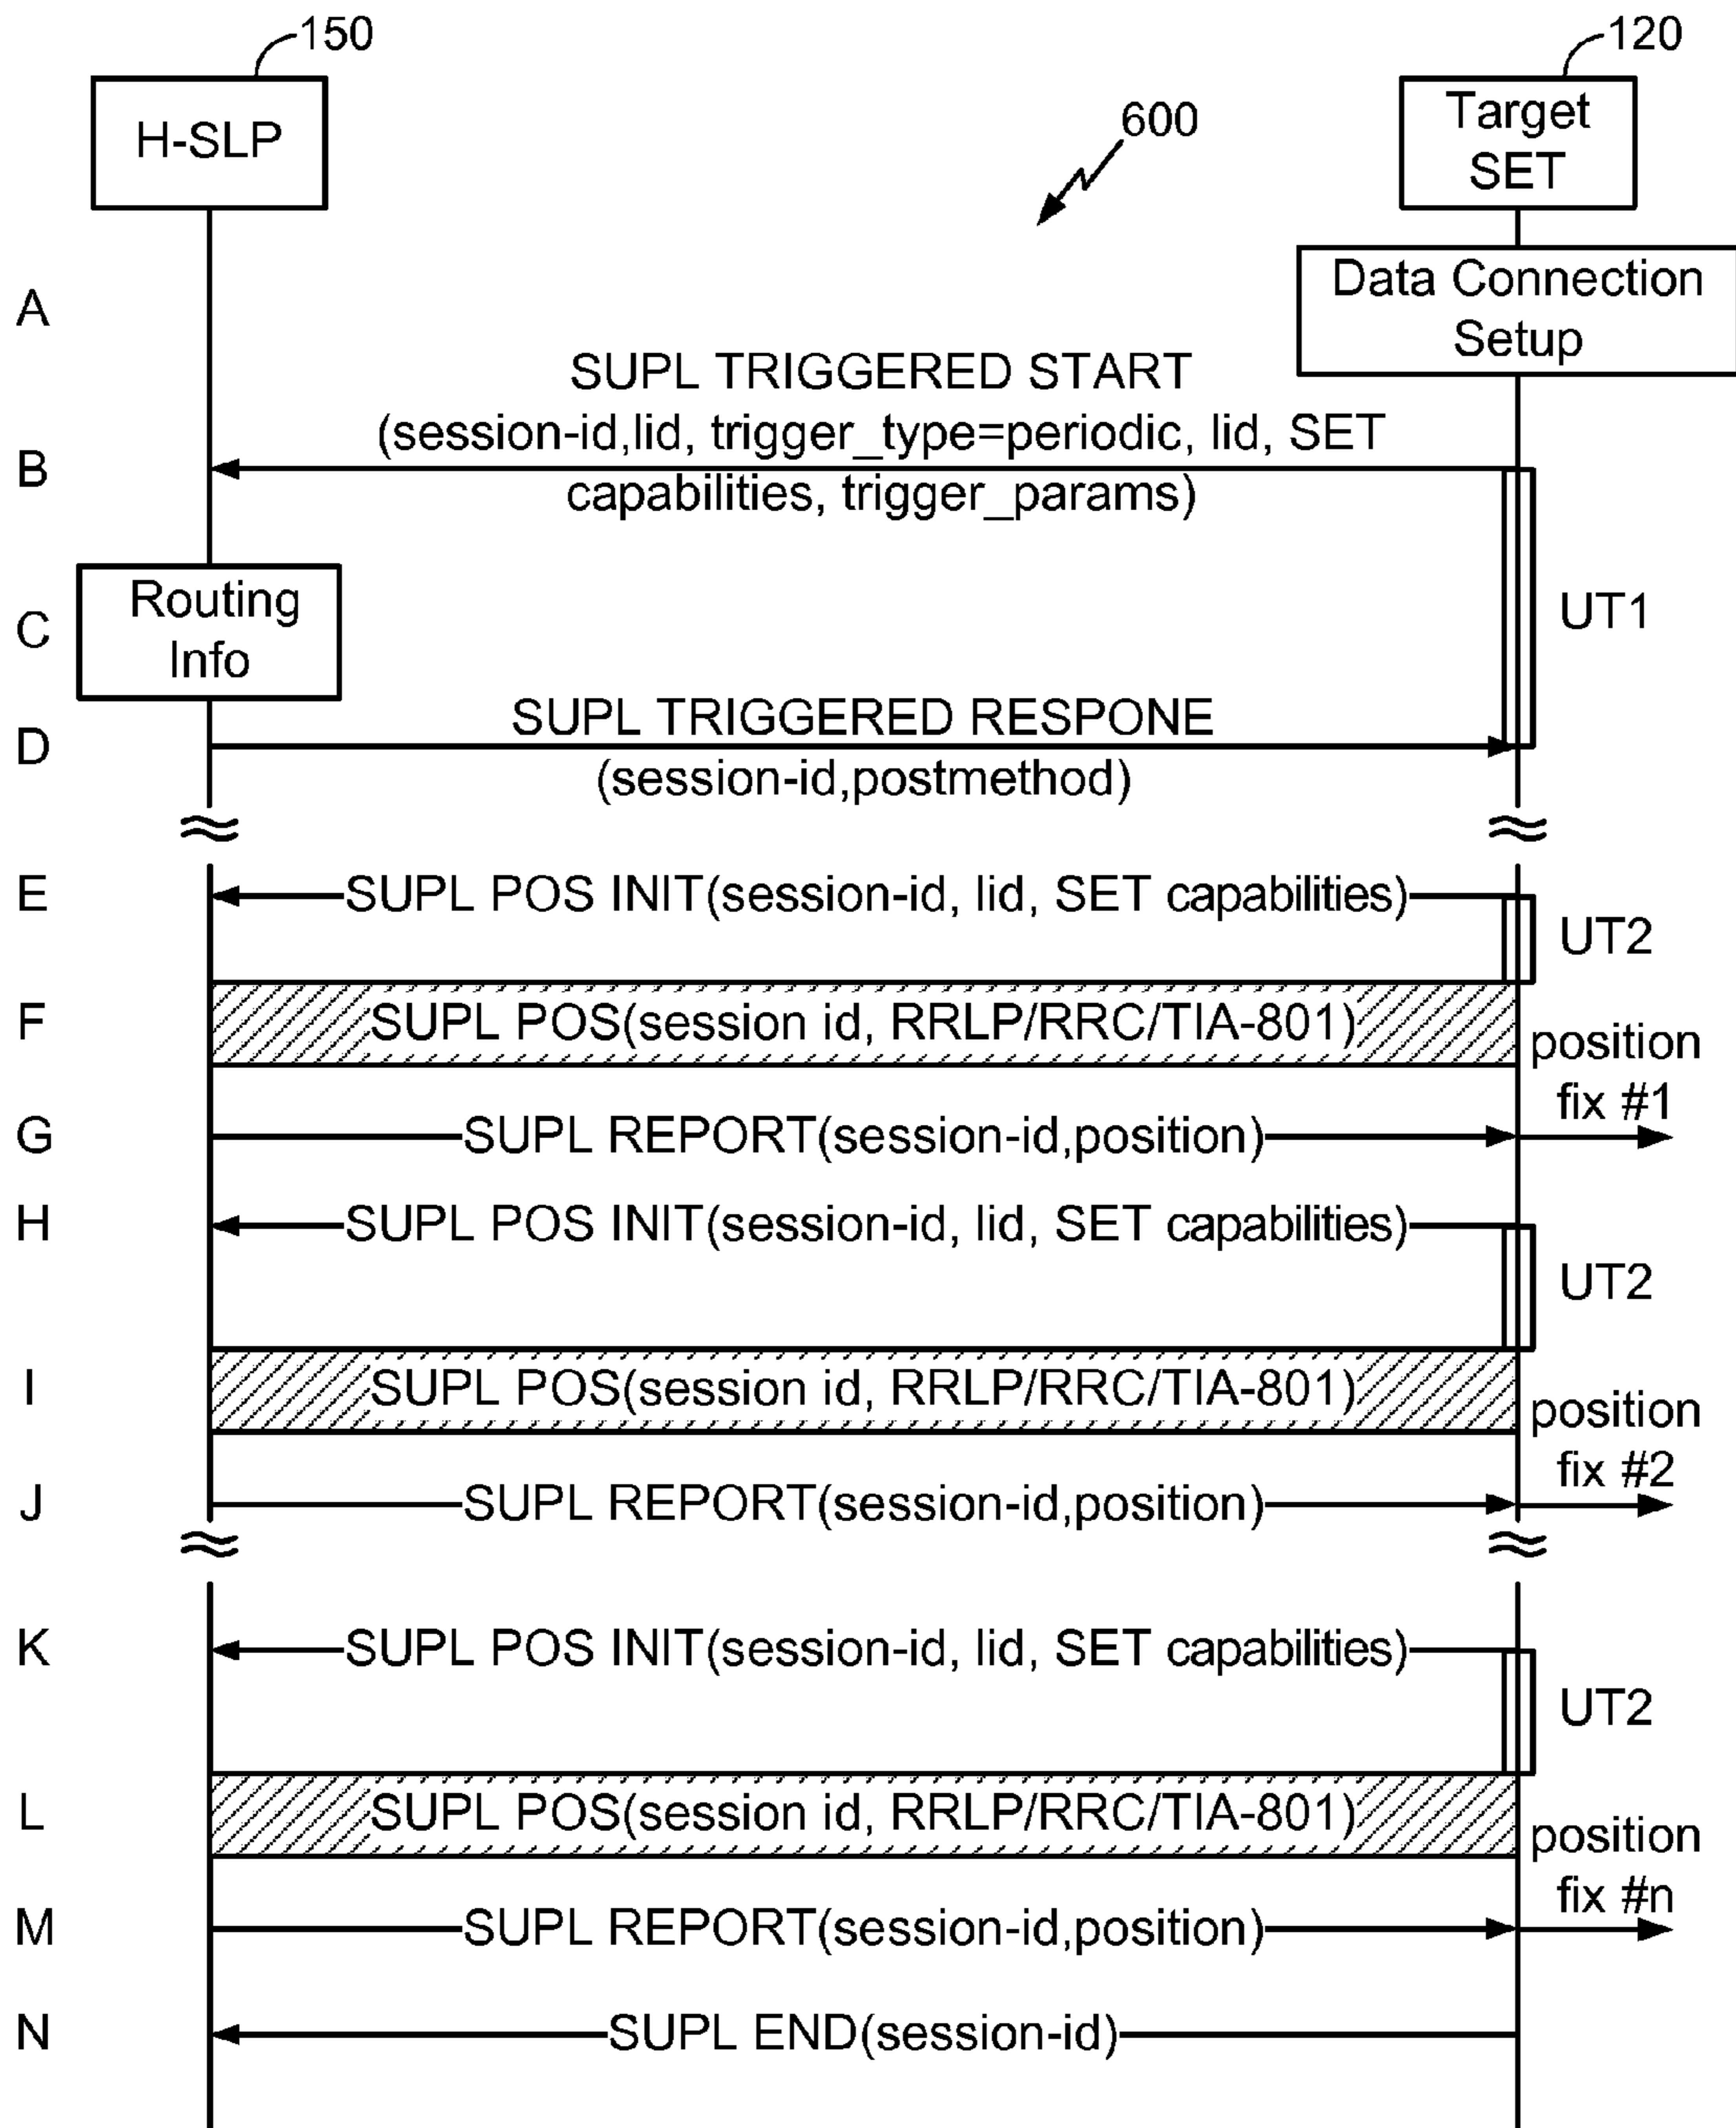 150
120
H-SLP
Target
SET
600
A
Data Connection
Setup
SUPL TRIGGERED START
(session-id,lid, trigger_type=periodic, lid, SET
B
capabilities, trigger_params)
C
Routing
Info
UT1
SUPL TRIGGERED RESPONE
D
(session-id,postmethod)
E
SUPL POS INIT(session-id, lid, SET capabilities)
UT2
F
SUPL POS(session id, RRLP/RRC/TIA-801)
position
fix #1
G
SUPL REPORT(session-id,position)
H
SUPL POS INIT(session-id, lid, SET capabilities)
UT2
I
SUPL POS(session id, RRLP/RRC/TIA-801)
position
fix #2
J
SUPL REPORT(session-id,position)
K
SUPL POS INIT(session-id, lid, SET capabilities)
UT2
L
SUPL POS(session id, RRLP/RRC/TIA-801)
position
fix #n
M
SUPL REPORT(session-id,position)
N
SUPL END(session-id)